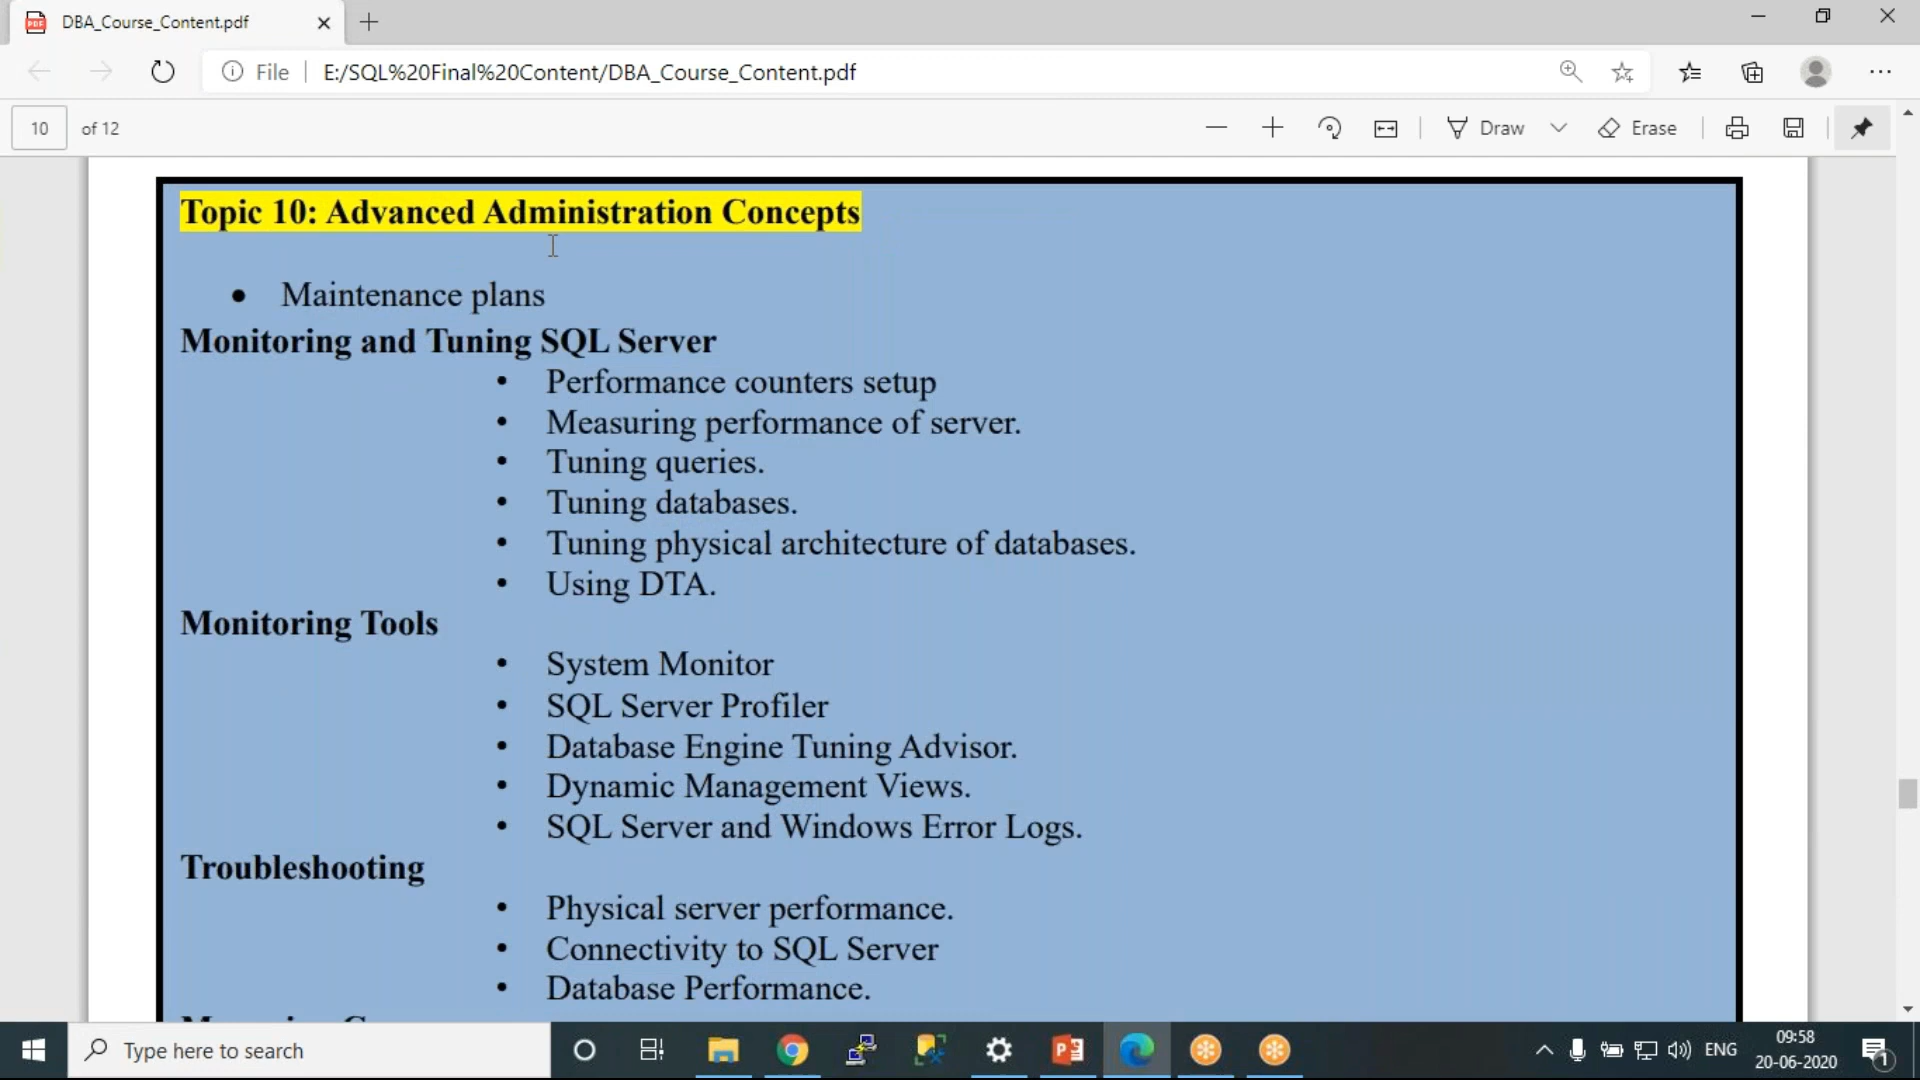 DBA_Course_Content.pdf
File
E:/SQL%20Final%20Content/DBA_Course_Content.pdf
10 of 12
Draw
Erase
Topic 10: Advanced Administration Concepts
• Maintenance plans
Monitoring and Tuning SQL Server
• Performance counters setup
• Measuring performance of server.
• Tuning queries.
• Tuning databases.
• Tuning physical architecture of databases.
• Using DTA.
Monitoring Tools
• System Monitor
• SQL Server Profiler
• Database Engine Tuning Advisor.
• Dynamic Management Views.
• SQL Server and Windows Error Logs.
Troubleshooting
• Physical server performance.
• Connectivity to SQL Server
• Database Performance.
Type here to search
ENG
09:58
20-06-2020
1